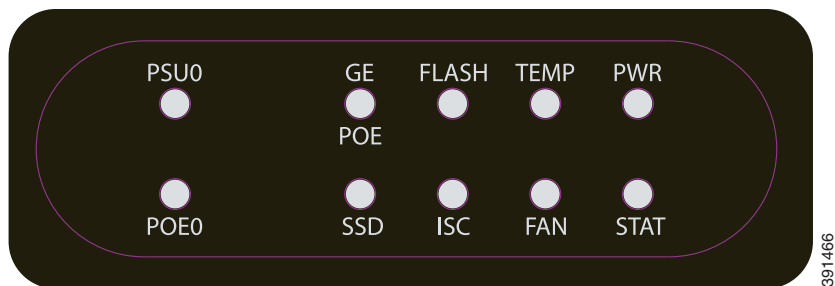 PSU0 GE FLASH TEMP PWR
POE
POE0 SSD ISC FAN STAT
391466